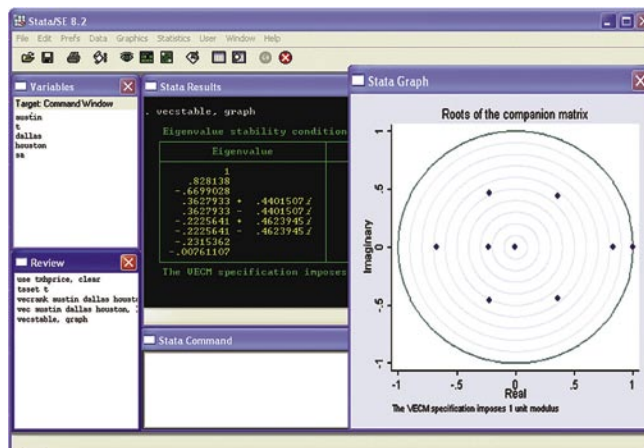 Stata/SE 8.2
File Edit Prefs Data Graphics Statistics User Window Help
Variables
Target: Command Window
austin
t
dallas
houston
sa
Review
use txhprice, clear
tsset t
vecrank austin dallas houst
vec austin dallas houston,
vecstable, graph
Stata Results
. vecstable, graph
Eigenvalue stability condition
Eigenvalue
1
.828138
-.6699028
.3627933 + .4401507i
.3627933 - .4401507i
-.2225641 + .4623945i
-.2225641 - .4623945i
-.2315362
-.00761107
The VECM specification imposes
Stata Command
Stata Graph
Roots of the companion matrix
Imaginary
1
.5
0
-.5
-1
-1 -.5 0 .5 1
Real
The VECM specification imposes 1 unit modulus